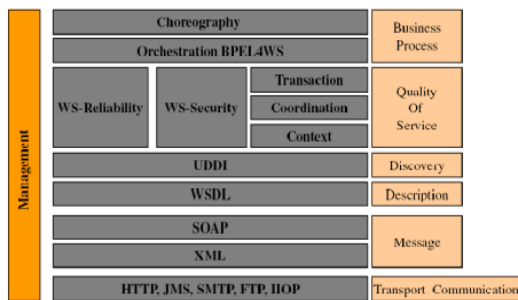 Management
Choreography
Orchestration BPEL4WS
Business
Process
WS-Reliability
WS-Security
Transaction
Coordination
Context
Quality
Of
Service
UDDI
Discovery
WSDL
Description
SOAP
XML
Message
HTTP, JMS, SMTP, FTP, IIOP
Transport Communication